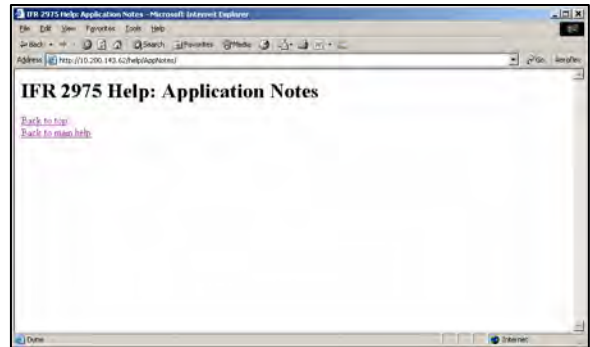 IFR 2975 Help: Application Notes - Microsoft Internet Explorer
File Edit View Favorites Tools Help
Back Search Favorites Media
Address http://10.200.143.62/help/AppNotes/ Go
IFR 2975 Help: Application Notes
Back to top
Back to main help
Done Internet